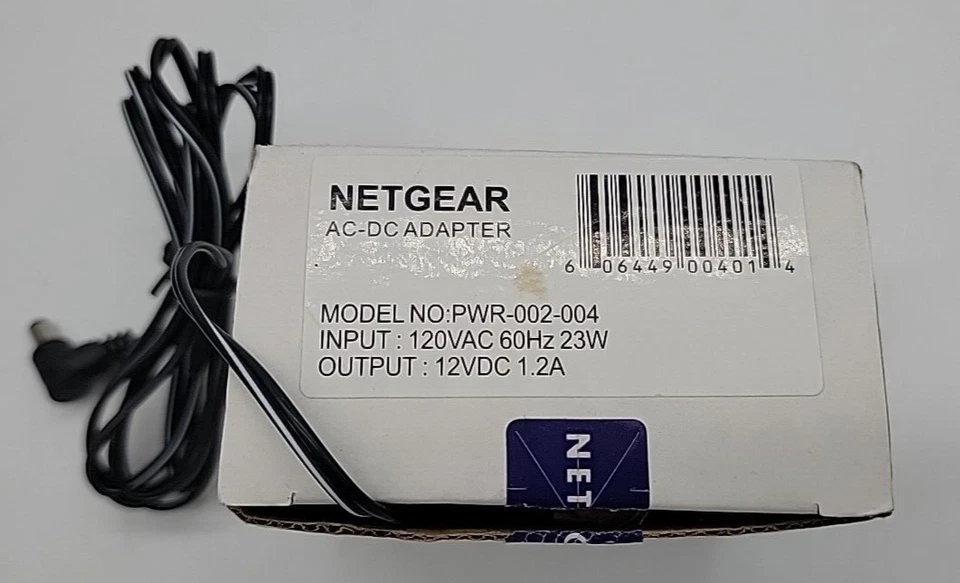 NETGEAR
AC-DC ADAPTER
6 06449 00401 4
MODEL NO:PWR-002-004
INPUT : 120VAC 60Hz 23W
OUTPUT : 12VDC 1.2A
NET